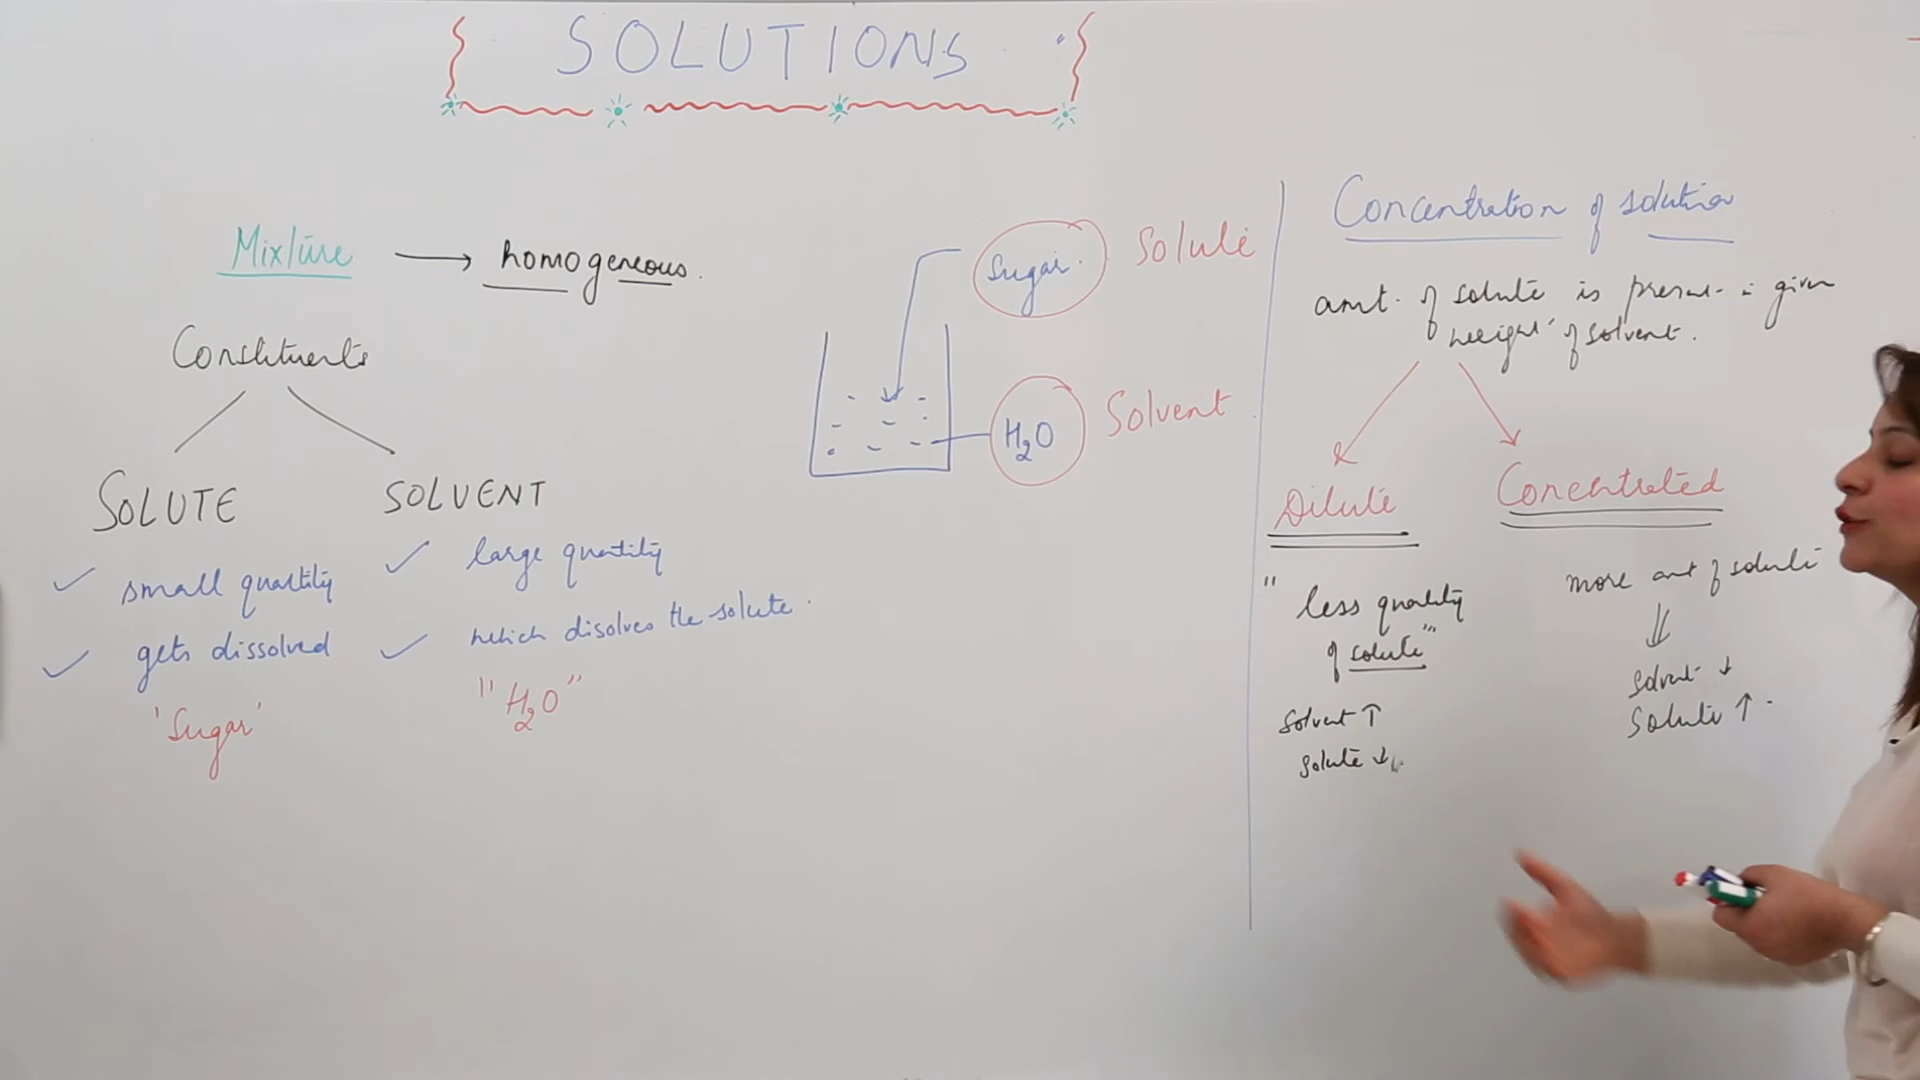 SOLUTIONS
Mixture → homogeneous.
Constituents
SOLUTE
✓ small quantity
✓ gets dissolved
'Sugar'
SOLVENT
✓ large quantity
✓ which disolves the solute.
"H₂O"
Sugar. Solute
H₂O Solvent
Concentration of solution
amt. of solute is present in given
weight of solvent.
Dilute
"less quantity
of solute"
Solvent ↑
Solute ↓
Concentrated
more amt of solute
⇓
Solvent ↓
Solute ↑.